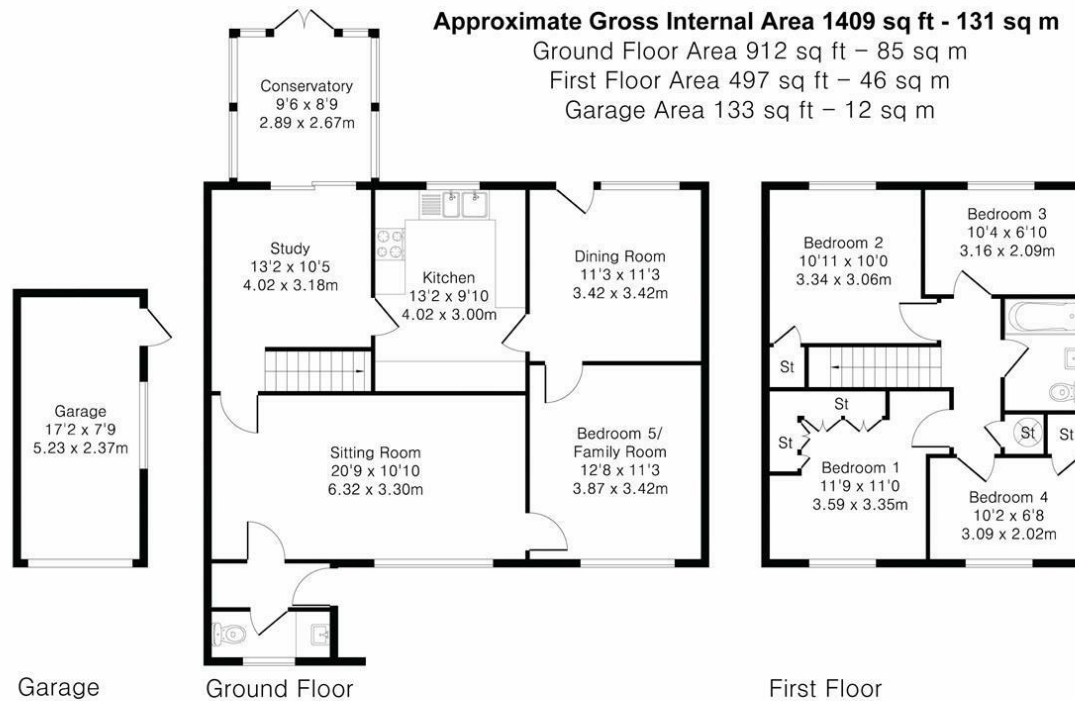 Approximate Gross Internal Area 1409 sq ft - 131 sq m
Ground Floor Area 912 sq ft – 85 sq m
First Floor Area 497 sq ft – 46 sq m
Garage Area 133 sq ft – 12 sq m
Conservatory
9'6 x 8'9
2.89 x 2.67m
Study
13'2 x 10'5
4.02 x 3.18m
Kitchen
13'2 x 9'10
4.02 x 3.00m
Dining Room
11'3 x 11'3
3.42 x 3.42m
Garage
17'2 x 7'9
5.23 x 2.37m
Sitting Room
20'9 x 10'10
6.32 x 3.30m
Bedroom 5/
Family Room
12'8 x 11'3
3.87 x 3.42m
Bedroom 2
10'11 x 10'0
3.34 x 3.06m
Bedroom 3
10'4 x 6'10
3.16 x 2.09m
St
St
St
St
St
Bedroom 1
11'9 x 11'0
3.59 x 3.35m
Bedroom 4
10'2 x 6'8
3.09 x 2.02m
Garage
Ground Floor
First Floor